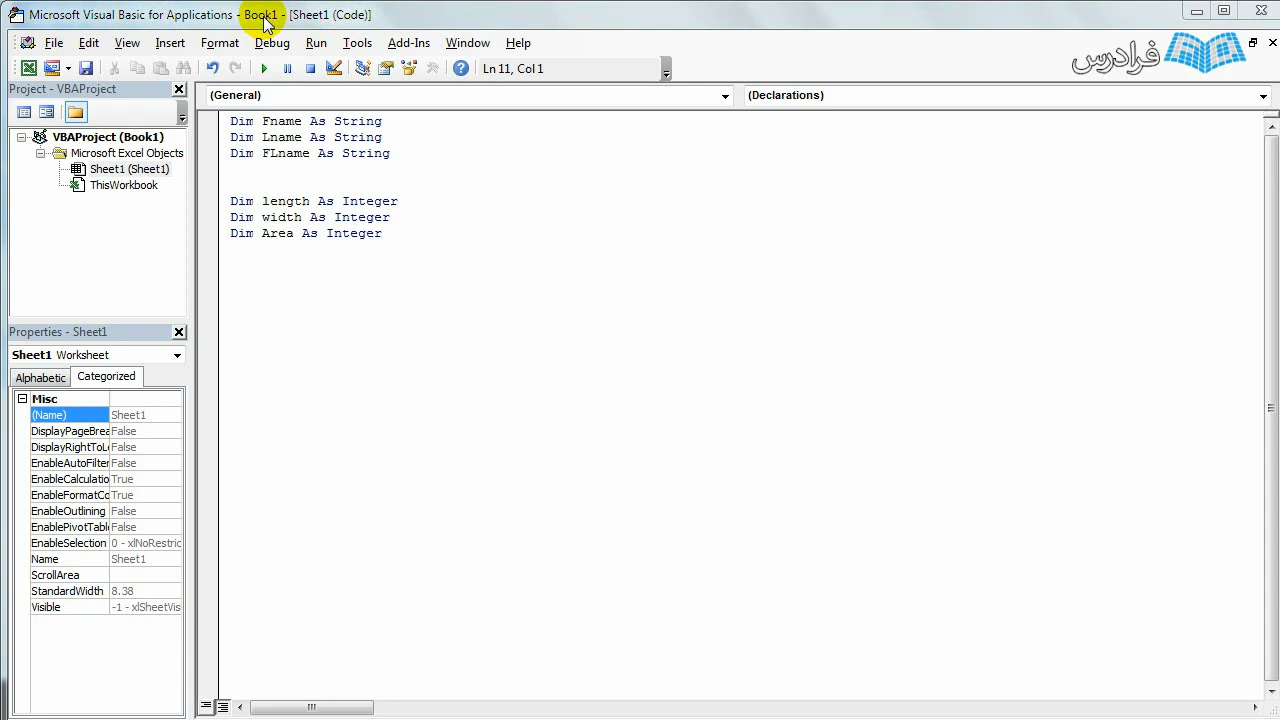 Microsoft Visual Basic for Applications - Book1 - [Sheet1 (Code)]
File Edit View Insert Format Debug Run Tools Add-Ins Window Help
فرادرس
Ln 11, Col 1
Project - VBAProject
(General)
(Declarations)
VBAProject (Book1)
Microsoft Excel Objects
Sheet1 (Sheet1)
ThisWorkbook
Dim Fname As String
Dim Lname As String
Dim FLname As String
Dim length As Integer
Dim width As Integer
Dim Area As Integer
Properties - Sheet1
Sheet1 Worksheet
Alphabetic Categorized
Misc
(Name) Sheet1
DisplayPageBrea False
DisplayRightToLe False
EnableAutoFilter False
EnableCalculatio True
EnableFormatCo True
EnableOutlining False
EnablePivotTabl False
EnableSelection 0 - xlNoRestric
Name Sheet1
ScrollArea
StandardWidth 8.38
Visible -1 - xlSheetVis